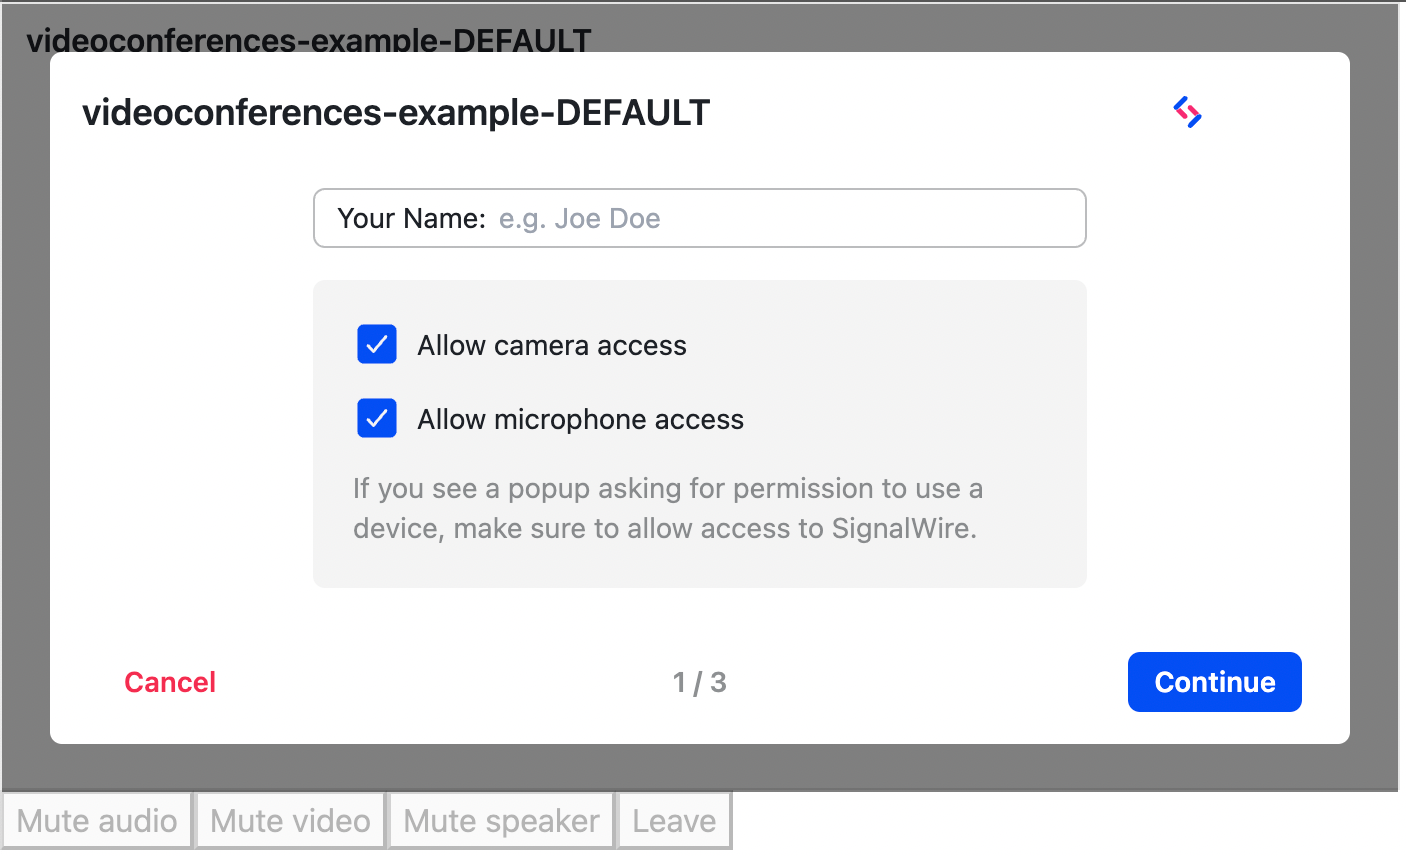 videoconferences-example-DEFAULT
videoconferences-example-DEFAULT
Your Name: e.g. Joe Doe
Allow camera access
Allow microphone access
If you see a popup asking for permission to use a
device, make sure to allow access to SignalWire.
Cancel
1 / 3
Continue
Mute audio
Mute video
Mute speaker
Leave